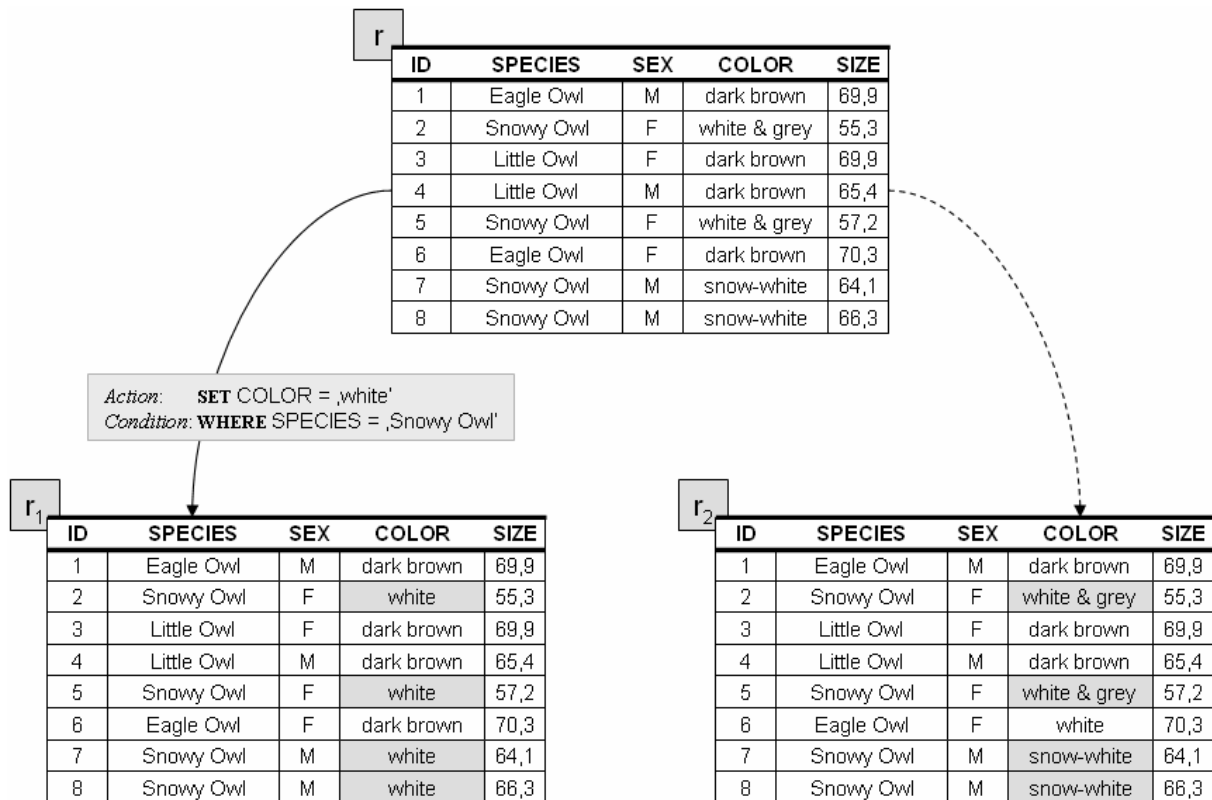 r
ID SPECIES SEX COLOR SIZE
1 Eagle Owl M dark brown 69,9
2 Snowy Owl F white & grey 55,3
3 Little Owl F dark brown 69,9
4 Little Owl M dark brown 65,4
5 Snowy Owl F white & grey 57,2
6 Eagle Owl F dark brown 70,3
7 Snowy Owl M snow-white 64,1
8 Snowy Owl M snow-white 66,3
Action: SET COLOR = ‚white'
Condition: WHERE SPECIES = ‚Snowy Owl'
r1
ID SPECIES SEX COLOR SIZE
1 Eagle Owl M dark brown 69,9
2 Snowy Owl F white 55,3
3 Little Owl F dark brown 69,9
4 Little Owl M dark brown 65,4
5 Snowy Owl F white 57,2
6 Eagle Owl F dark brown 70,3
7 Snowy Owl M white 64,1
8 Snowy Owl M white 66,3
r2
ID SPECIES SEX COLOR SIZE
1 Eagle Owl M dark brown 69,9
2 Snowy Owl F white & grey 55,3
3 Little Owl F dark brown 69,9
4 Little Owl M dark brown 65,4
5 Snowy Owl F white & grey 57,2
6 Eagle Owl F white 70,3
7 Snowy Owl M snow-white 64,1
8 Snowy Owl M snow-white 66,3